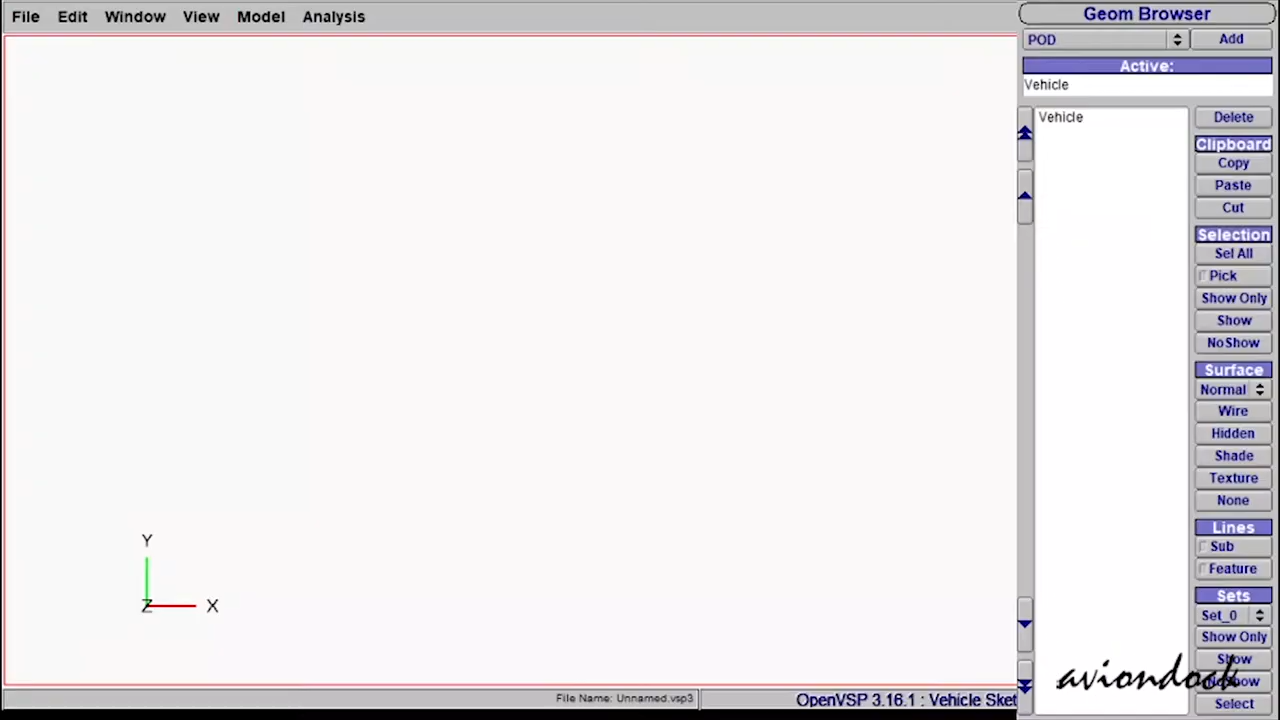 File Edit Window View Model Analysis
Geom Browser
POD Add
Active:
Vehicle
Vehicle
Delete
Clipboard
Copy
Paste
Cut
Selection
Sel All
Pick
Show Only
Show
NoShow
Surface
Normal
Wire
Hidden
Shade
Texture
None
Lines
Sub
Feature
Sets
Set_0
Show Only
Show
NoShow
Select
aviondock
Y
Z X
File Name: Unnamed.vsp3
OpenVSP 3.16.1 : Vehicle Sket